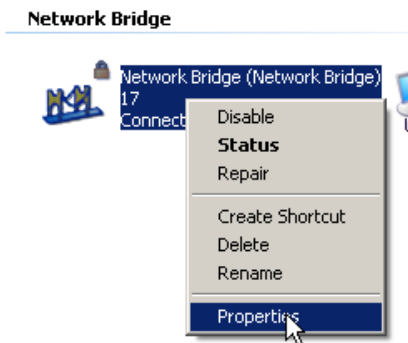 Network Bridge
Network Bridge (Network Bridge)
17
Connect
Disable
Status
Repair
Create Shortcut
Delete
Rename
Properties